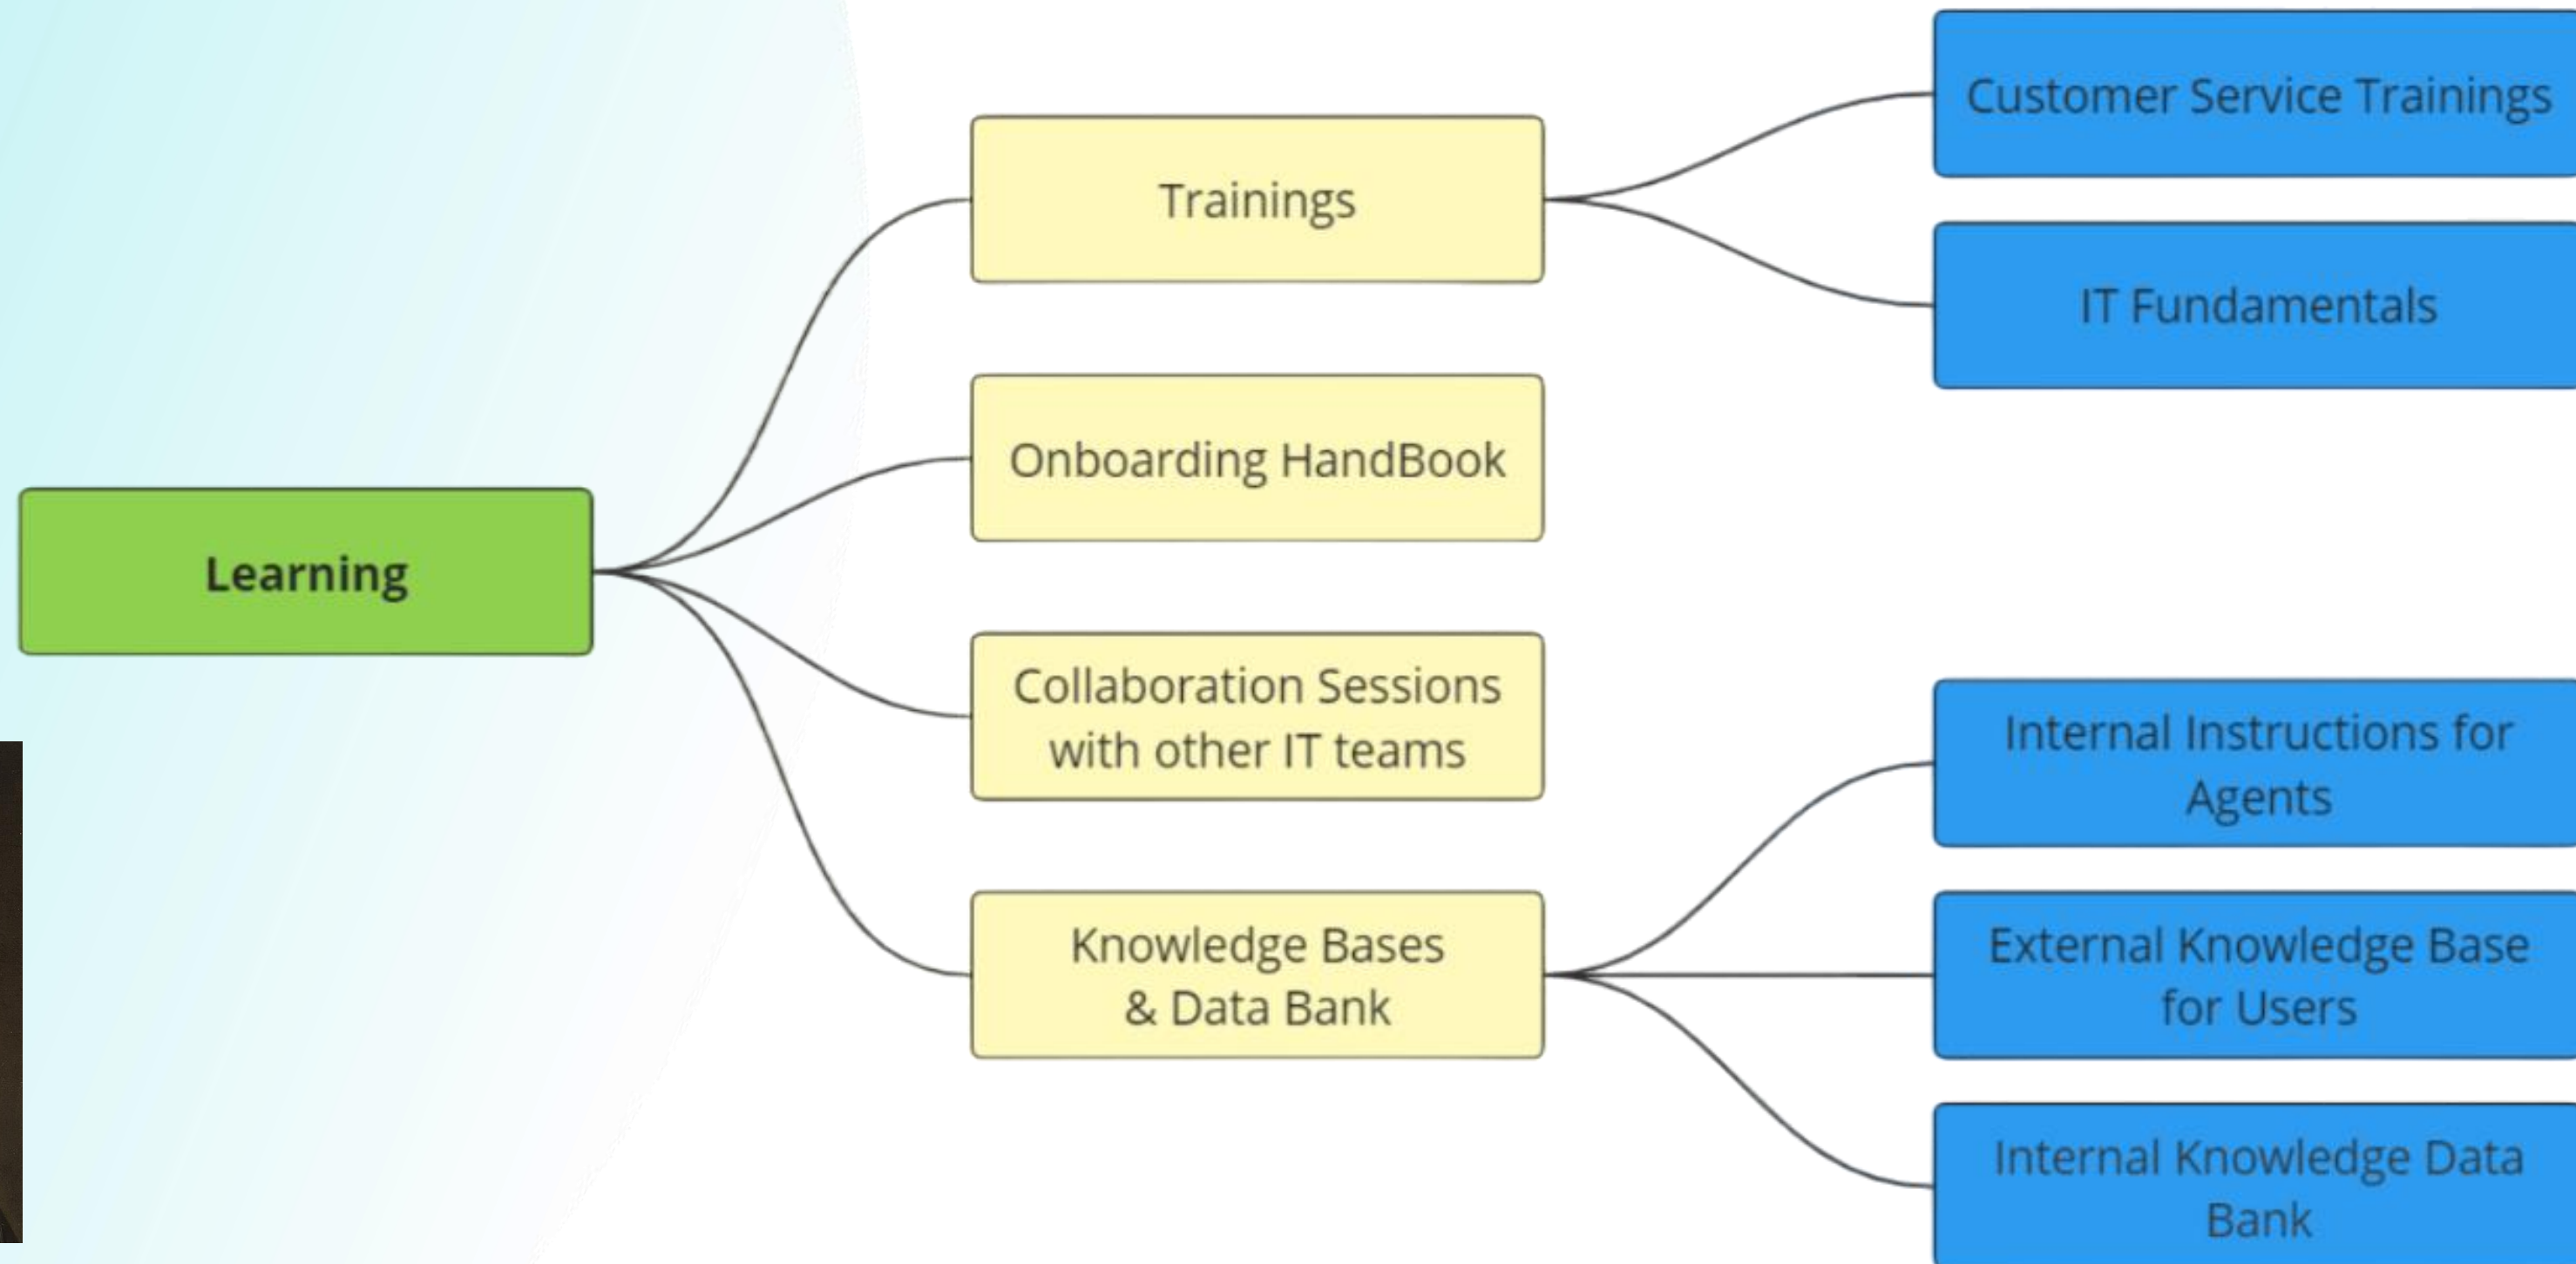 Learning
Trainings
Onboarding HandBook
Collaboration Sessions
with other IT teams
Knowledge Bases
& Data Bank
Customer Service Trainings
IT Fundamentals
Internal Instructions for
Agents
External Knowledge Base
for Users
Internal Knowledge Data
Bank